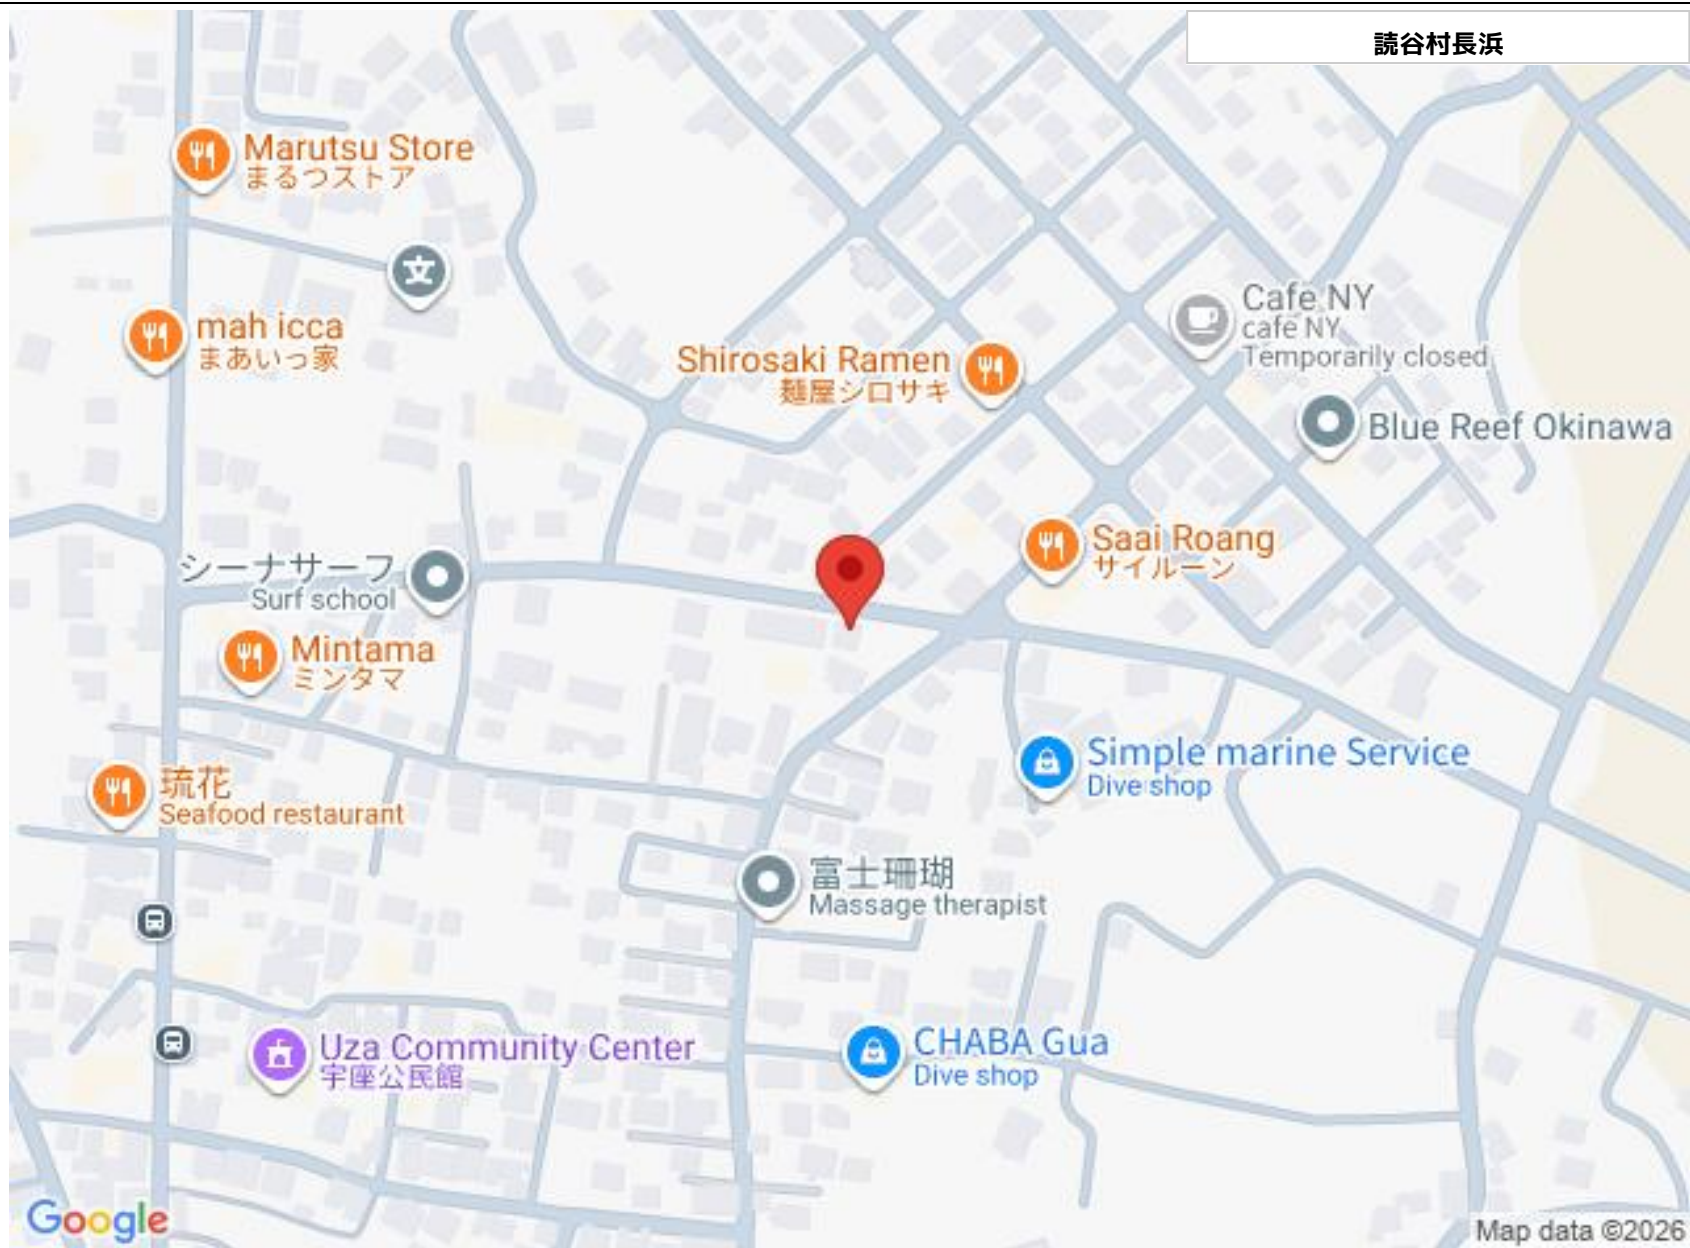 読谷村長浜
Marutsu Store
まるつストア
文
mah icca
まあいっ家
Cafe NY
cafe NY
Temporarily closed
Shirosaki Ramen
麺屋シロサキ
Blue Reef Okinawa
Saai Roang
サイルーン
シーナサーフ
Surf school
Mintama
ミンタマ
Simple marine Service
Dive shop
琉花
Seafood restaurant
富士珊瑚
Massage therapist
Uza Community Center
宇座公民館
CHABA Gua
Dive shop
Google
Map data ©2026